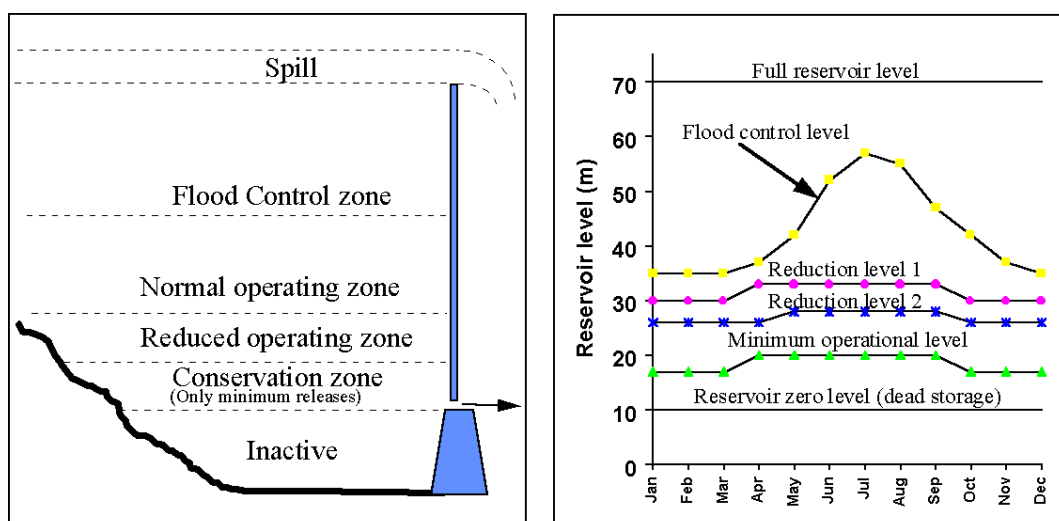 Spill
Flood Control zone
Normal operating zone
Reduced operating zone
Conservation zone
(Only minimum releases)
Inactive
Reservoir level (m)
70
60
50
40
30
20
10
0
Full reservoir level
Flood control level
Reduction level 1
Reduction level 2
Minimum operational level
Reservoir zero level (dead storage)
Jan
Feb
Mar
Apr
May
Jun
Jul
Aug
Sep
Oct
Nov
Dec